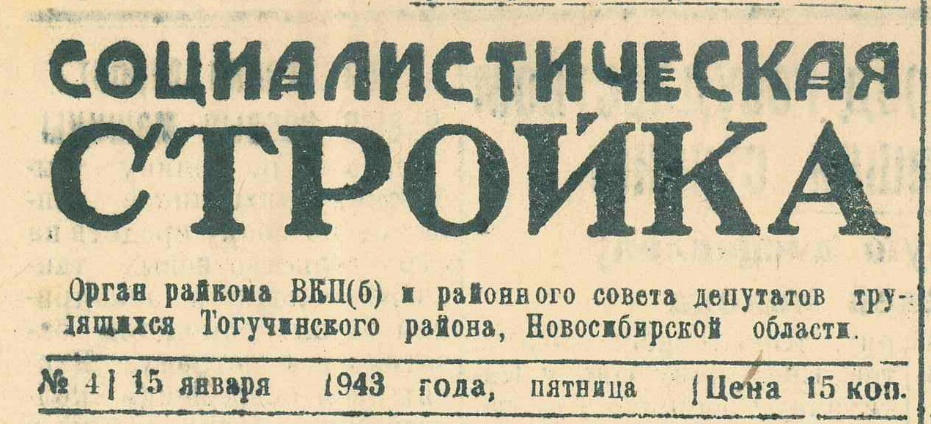 СОЦИАЛИСТИЧЕСКАЯ
СТРОЙКА
Орган райкома ВКП(б) и районного совета депутатов тру-
дящихся Тогучинского района, Новосибирской области.
№ 4| 15 января 1943 года, пятница |Цена 15 коп.